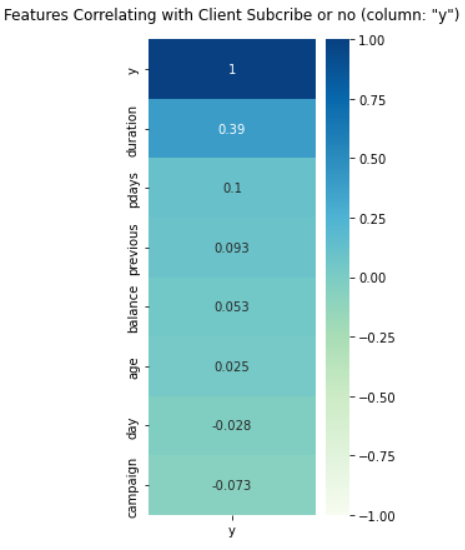 Features Correlating with Client Subcribe or no (column: "y")
y 1
duration 0.39
pdays 0.1
previous 0.093
balance 0.053
age 0.025
day -0.028
campaign -0.073
y
1.00
0.75
0.50
0.25
0.00
−0.25
−0.50
−0.75
−1.00